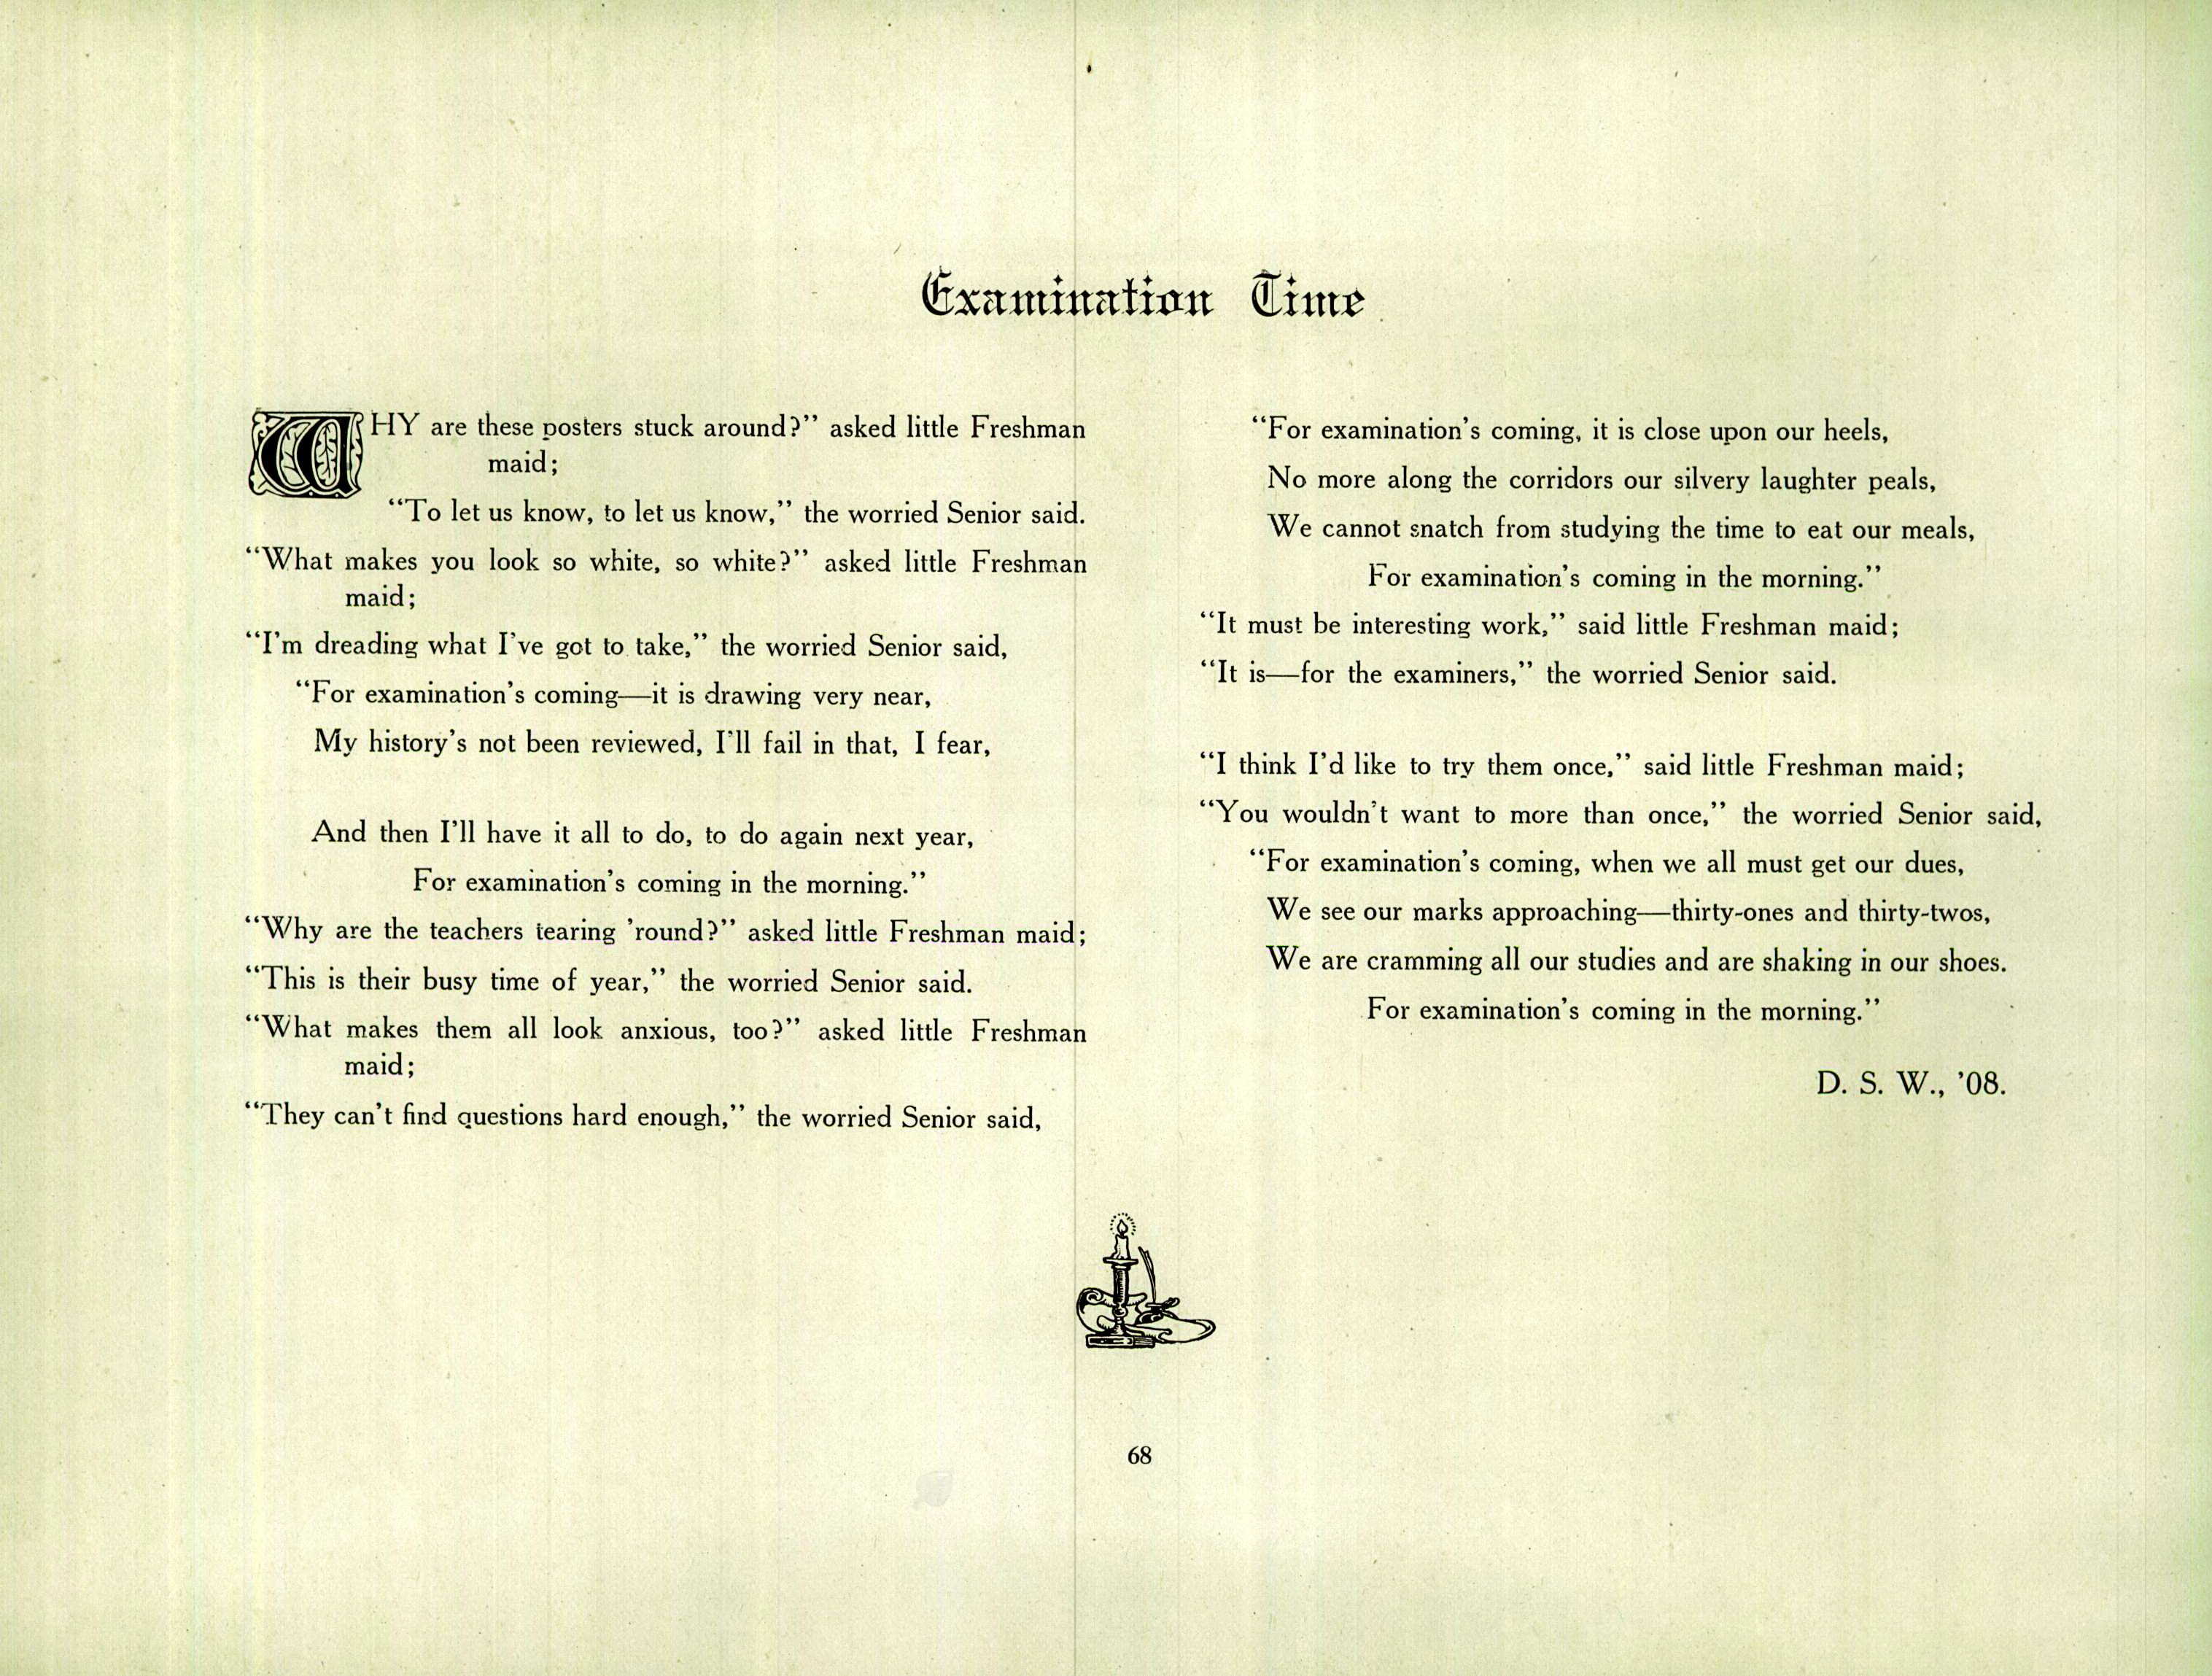 Examination Time
WHY are these posters stuck around?” asked little Freshman
maid;
“To let us know, to let us know,” the worried Senior said.
“What makes you look so white, so white?” asked little Freshman
maid;
“I’m dreading what I’ve got to take,” the worried Senior said,
“For examination’s coming—it is drawing very near,
My history’s not been reviewed, I’ll fail in that, I fear,
And then I’ll have it all to do, to do again next year,
For examination’s coming in the morning.”
“Why are the teachers tearing ’round?” asked little Freshman maid;
“This is their busy time of year,” the worried Senior said.
“What makes them all look anxious, too?” asked little Freshman
maid;
“They can’t find questions hard enough,” the worried Senior said,
“For examination’s coming, it is close upon our heels,
No more along the corridors our silvery laughter peals,
We cannot snatch from studying the time to eat our meals,
For examination’s coming in the morning.”
“It must be interesting work,” said little Freshman maid;
“It is—for the examiners,” the worried Senior said.
“I think I’d like to try them once,” said little Freshman maid;
“You wouldn’t want to more than once,” the worried Senior said,
“For examination’s coming, when we all must get our dues,
We see our marks approaching—thirty-ones and thirty-twos,
We are cramming all our studies and are shaking in our shoes.
For examination’s coming in the morning.”
D. S. W., ’08.
68